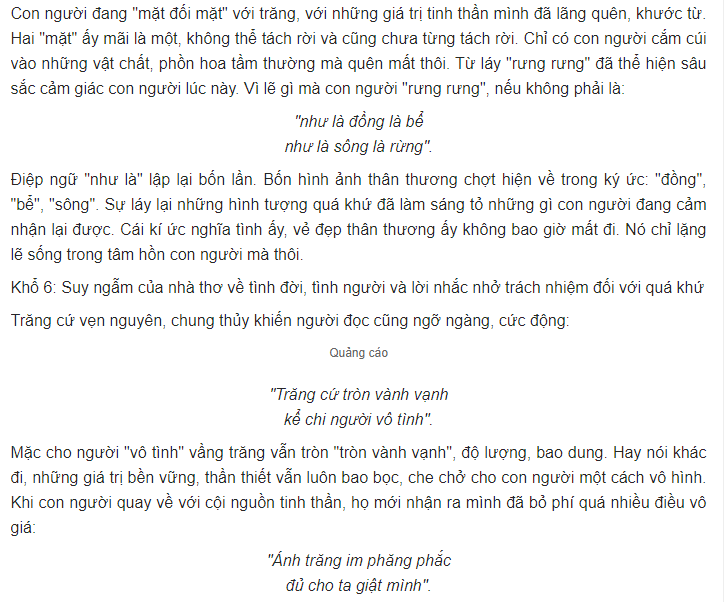 Con người đang "mặt đối mặt" với trăng, với những giá trị tinh thần mình đã lãng quên, khước từ.
Hai "mặt" ấy mãi là một, không thể tách rời và cũng chưa từng tách rời. Chỉ có con người cắm cúi
vào những vật chất, phồn hoa tầm thường mà quên mất thôi. Từ láy "rưng rưng" đã thể hiện sâu
sắc cảm giác con người lúc này. Vì lẽ gì mà con người "rưng rưng", nếu không phải là:
"như là đồng là bể
như là sông là rừng".
Điệp ngữ "như là" lập lại bốn lần. Bốn hình ảnh thân thương chợt hiện về trong ký ức: "đồng",
"bể", "sông". Sự láy lại những hình tượng quá khứ đã làm sáng tỏ những gì con người đang cảm
nhận lại được. Cái kí ức nghĩa tình ấy, vẻ đẹp thân thương ấy không bao giờ mất đi. Nó chỉ lặng
lẽ sống trong tâm hồn con người mà thôi.
Khổ 6: Suy ngẫm của nhà thơ về tình đời, tình người và lời nhắc nhở trách nhiệm đối với quá khứ
Trăng cứ vẹn nguyên, chung thủy khiến người đọc cũng ngỡ ngàng, cức động:
Quảng cáo
"Trăng cứ tròn vành vạnh
kể chi người vô tình".
Mặc cho người "vô tình" vầng trăng vẫn tròn "tròn vành vạnh", độ lượng, bao dung. Hay nói khác
đi, những giá trị bền vững, thần thiết vẫn luôn bao bọc, che chở cho con người một cách vô hình.
Khi con người quay về với cội nguồn tinh thần, họ mới nhận ra mình đã bỏ phí quá nhiều điều vô
giá:
"Ánh trăng im phăng phắc
đủ cho ta giật mình".